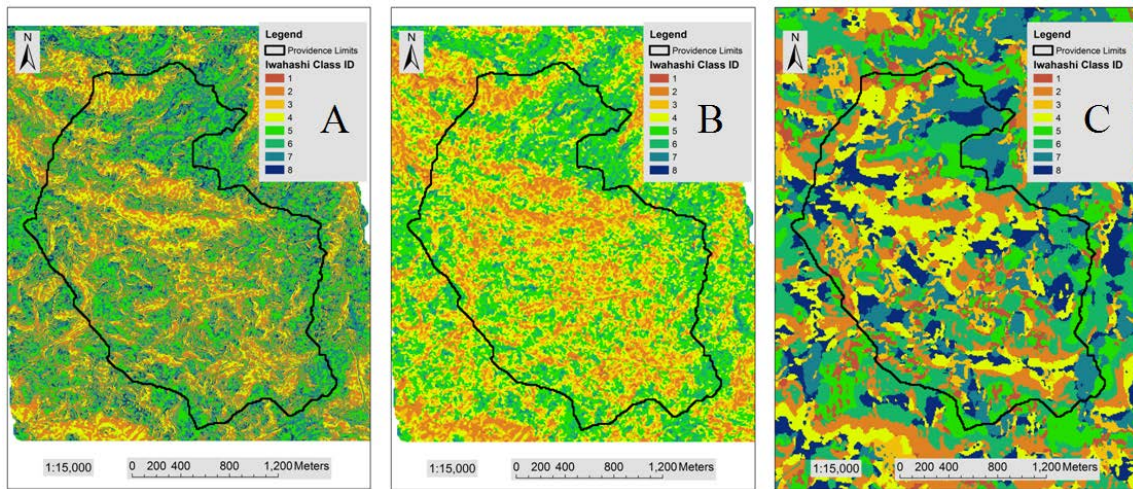 N
Legend
Providence Limits
Iwahashi Class ID
1
2
3
4
5
6
7
8
A
1:15,000
0 200 400 800 1,200 Meters
N
Legend
Providence Limits
Iwahashi Class ID
1
2
3
4
5
6
7
8
B
1:15,000
0 200 400 800 1,200 Meters
N
Legend
Providence Limits
Iwahashi Class ID
1
2
3
4
5
6
7
8
C
1:15,000
0 200 400 800 1,200 Meters